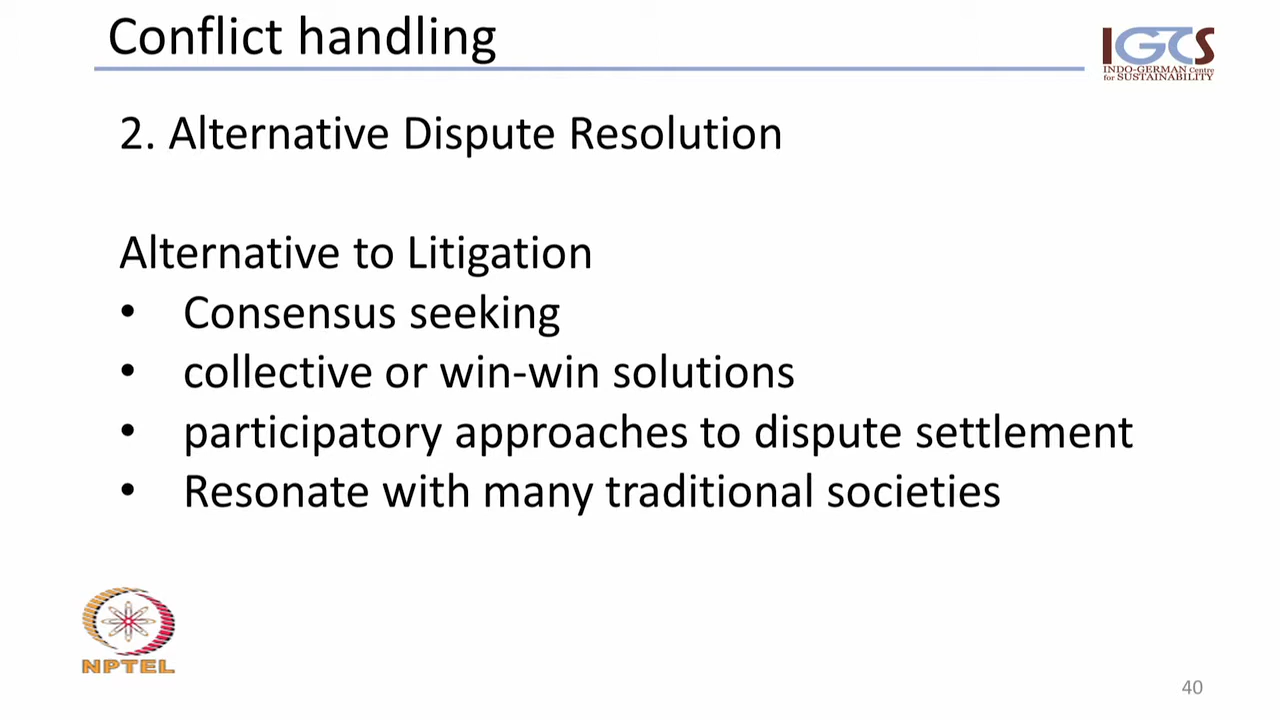 Conflict handling
IGCS
INDO-GERMAN Centre
for SUSTAINABILITY
2. Alternative Dispute Resolution
Alternative to Litigation
• Consensus seeking
• collective or win-win solutions
• participatory approaches to dispute settlement
• Resonate with many traditional societies
NPTEL
40